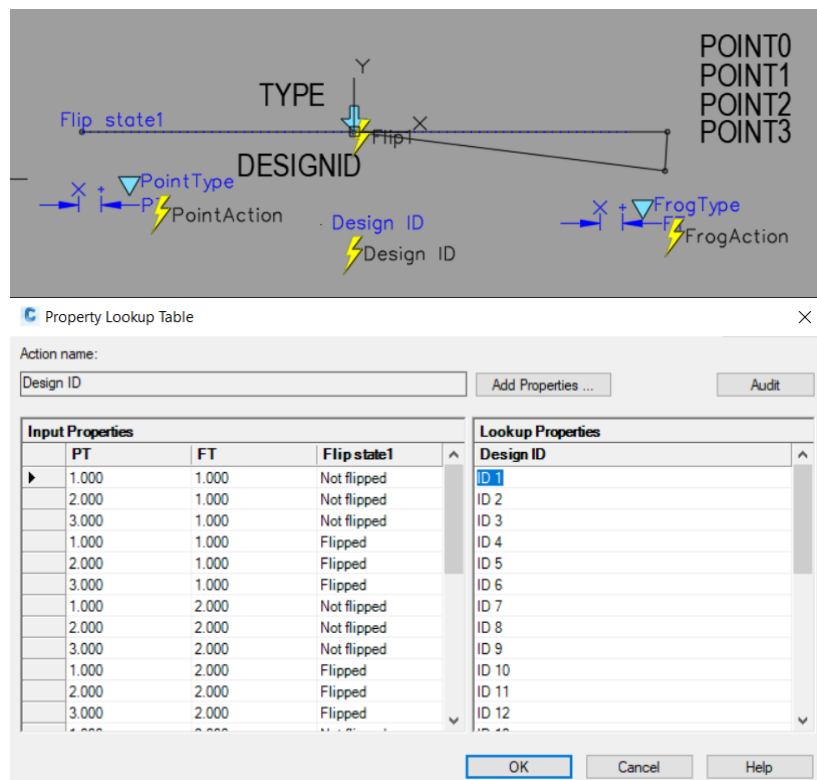 POINT0
Y
TYPE
POINT1
POINT2
Flip state1
X
Flip1
POINT3
DESIGNID
X
PointType
PT
PointAction
Design ID
Design ID
X
FrogType
FT
FrogAction
Property Lookup Table
Action name:
Design ID
Add Properties ...
Audit
Input Properties
Lookup Properties
PT FT Flip state1 Design ID
1.000 1.000 Not flipped ID 1
2.000 1.000 Not flipped ID 2
3.000 1.000 Not flipped ID 3
1.000 1.000 Flipped ID 4
2.000 1.000 Flipped ID 5
3.000 1.000 Flipped ID 6
1.000 2.000 Not flipped ID 7
2.000 2.000 Not flipped ID 8
3.000 2.000 Not flipped ID 9
1.000 2.000 Flipped ID 10
2.000 2.000 Flipped ID 11
3.000 2.000 Flipped ID 12
OK
Cancel
Help